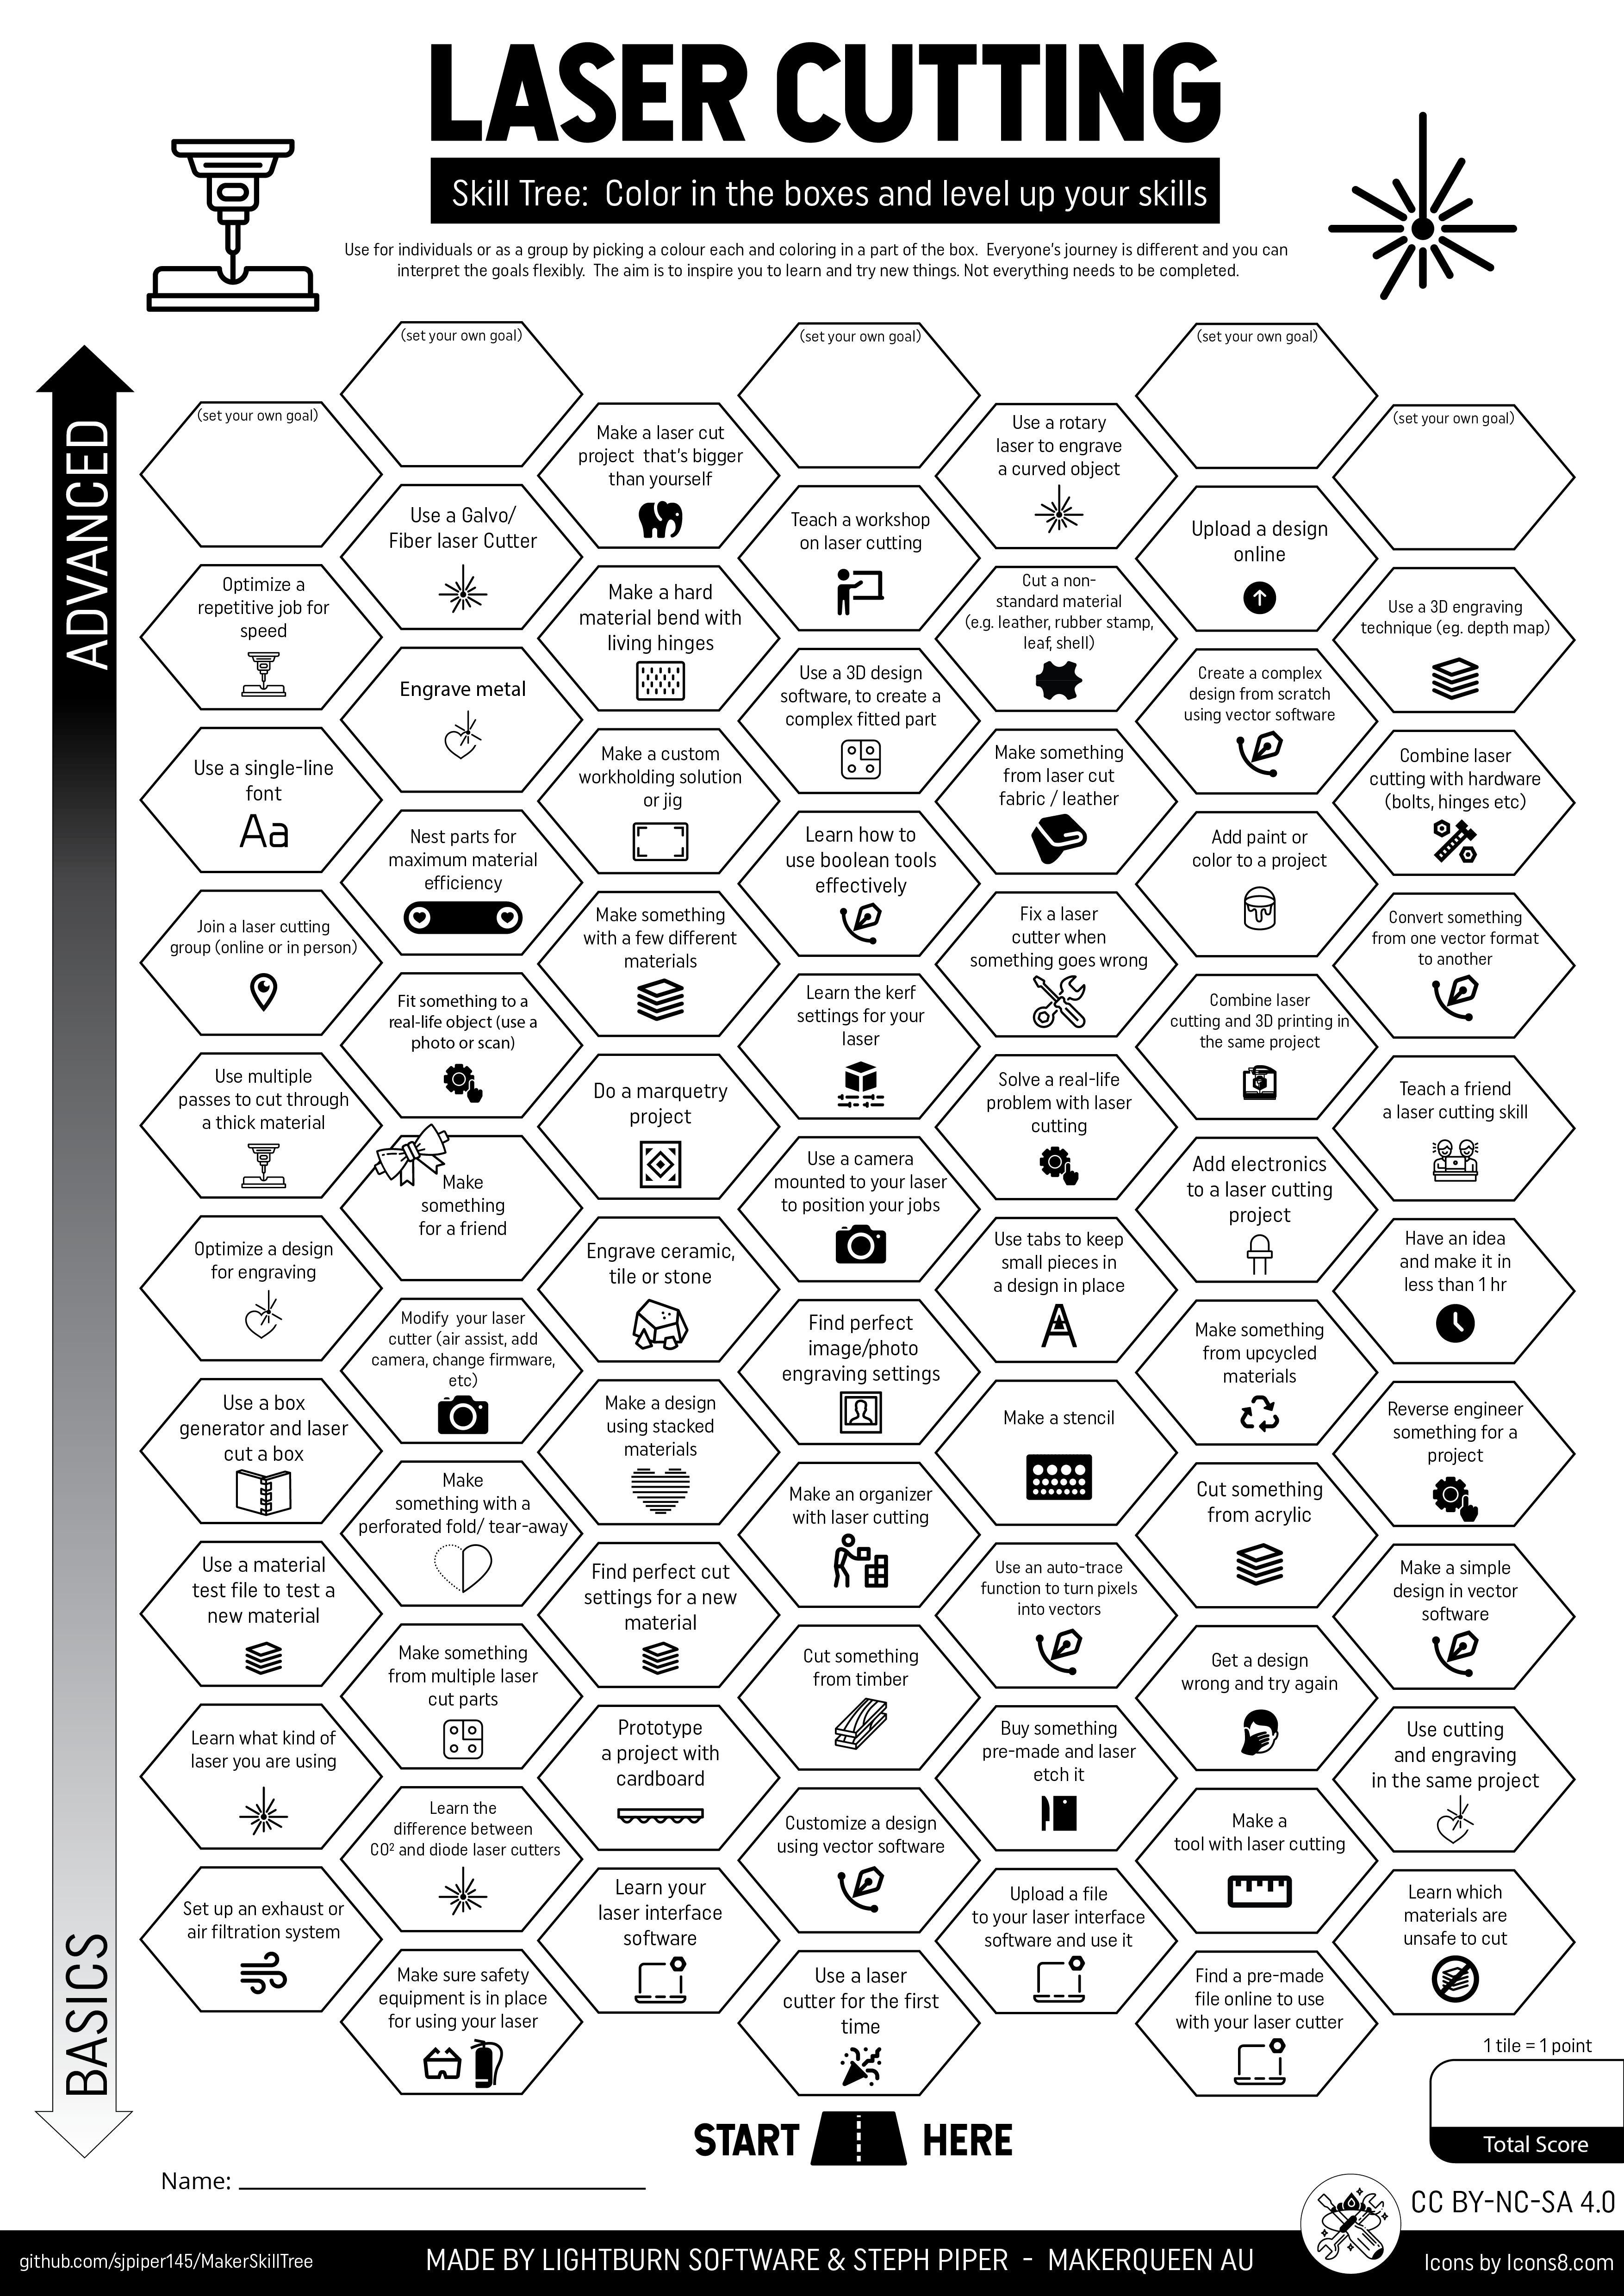 LASER CUTTING
Skill Tree: Color in the boxes and level up your skills
Use for individuals or as a group by picking a colour each and coloring in a part of the box. Everyone's journey is different and you can
interpret the goals flexibly. The aim is to inspire you to learn and try new things. Not everything needs to be completed.
ADVANCED
BASICS
(set your own goal)
(set your own goal)
(set your own goal)
(set your own goal)
(set your own goal)
Make a laser cut
project that's bigger
than yourself
Use a rotary
laser to engrave
a curved object
Use a Galvo/
Fiber laser Cutter
Teach a workshop
on laser cutting
Upload a design
online
Optimize a
repetitive job for
speed
Make a hard
material bend with
living hinges
Cut a non-
standard material
(e.g. leather, rubber stamp,
leaf, shell)
Use a 3D engraving
technique (eg. depth map)
Engrave metal
Use a 3D design
software, to create a
complex fitted part
Create a complex
design from scratch
using vector software
Use a single-line
font
Aa
Make a custom
workholding solution
or jig
Make something
from laser cut
fabric / leather
Combine laser
cutting with hardware
(bolts, hinges etc)
Nest parts for
maximum material
efficiency
Learn how to
use boolean tools
effectively
Add paint or
color to a project
Join a laser cutting
group (online or in person)
Make something
with a few different
materials
Fix a laser
cutter when
something goes wrong
Convert something
from one vector format
to another
Fit something to a
real-life object (use a
photo or scan)
Learn the kerf
settings for your
laser
Combine laser
cutting and 3D printing in
the same project
Use multiple
passes to cut through
a thick material
Do a marquetry
project
Solve a real-life
problem with laser
cutting
Teach a friend
a laser cutting skill
Make
something
for a friend
Use a camera
mounted to your laser
to position your jobs
Add electronics
to a laser cutting
project
Optimize a design
for engraving
Engrave ceramic,
tile or stone
Use tabs to keep
small pieces in
a design in place
A
Have an idea
and make it in
less than 1 hr
Modify your laser
cutter (air assist, add
camera, change firmware,
etc)
Find perfect
image/photo
engraving settings
Make something
from upcycled
materials
Use a box
generator and laser
cut a box
Make a design
using stacked
materials
Make a stencil
Reverse engineer
something for a
project
Make
something with a
perforated fold/ tear-away
Make an organizer
with laser cutting
Cut something
from acrylic
Use a material
test file to test a
new material
Find perfect cut
settings for a new
material
Use an auto-trace
function to turn pixels
into vectors
Make a simple
design in vector
software
Make something
from multiple laser
cut parts
Cut something
from timber
Get a design
wrong and try again
Learn what kind of
laser you are using
Prototype
a project with
cardboard
Buy something
pre-made and laser
etch it
Use cutting
and engraving
in the same project
Learn the
difference between
CO² and diode laser cutters
Customize a design
using vector software
Make a
tool with laser cutting
Set up an exhaust or
air filtration system
Learn your
laser interface
software
Upload a file
to your laser interface
software and use it
Learn which
materials are
unsafe to cut
Make sure safety
equipment is in place
for using your laser
Use a laser
cutter for the first
time
Find a pre-made
file online to use
with your laser cutter
1 tile = 1 point
Total Score
START HERE
Name:
CC BY-NC-SA 4.0
github.com/sjpiper145/MakerSkillTree
MADE BY LIGHTBURN SOFTWARE & STEPH PIPER - MAKERQUEEN AU
Icons by Icons8.com